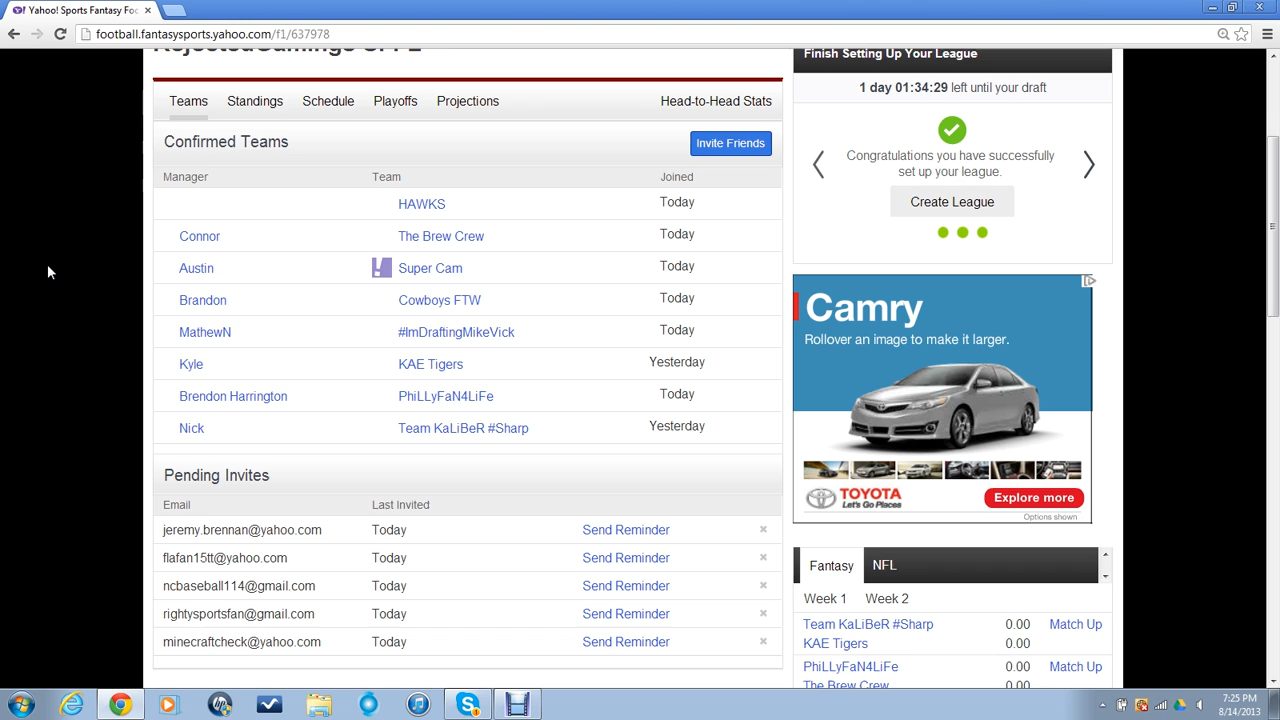 Yahoo! Sports Fantasy Foo
football.fantasysports.yahoo.com/f1/637978
Finish Setting Up Your League
1 day 01:34:29 left until your draft
Teams Standings Schedule Playoffs Projections Head-to-Head Stats
Confirmed Teams Invite Friends
Congratulations you have successfully
set up your league.
Create League
Manager Team Joined
HAWKS Today
Connor The Brew Crew Today
Austin Super Cam Today
Brandon Cowboys FTW Today
MathewN #ImDraftingMikeVick Today
Kyle KAE Tigers Yesterday
Brendon Harrington PhiLLyFaN4LiFe Today
Nick Team KaLiBeR #Sharp Yesterday
Pending Invites
Email Last Invited
jeremy.brennan@yahoo.com Today Send Reminder
flafan15tt@yahoo.com Today Send Reminder
ncbaseball114@gmail.com Today Send Reminder
rightysportsfan@gmail.com Today Send Reminder
minecraftcheck@yahoo.com Today Send Reminder
Camry
Rollover an image to make it larger.
TOYOTA
Let's Go Places
Explore more
Options shown
Fantasy NFL
Week 1 Week 2
Team KaLiBeR #Sharp 0.00 Match Up
KAE Tigers 0.00
PhiLLyFaN4LiFe 0.00 Match Up
The Brew Crew 0.00
7:25 PM
8/14/2013